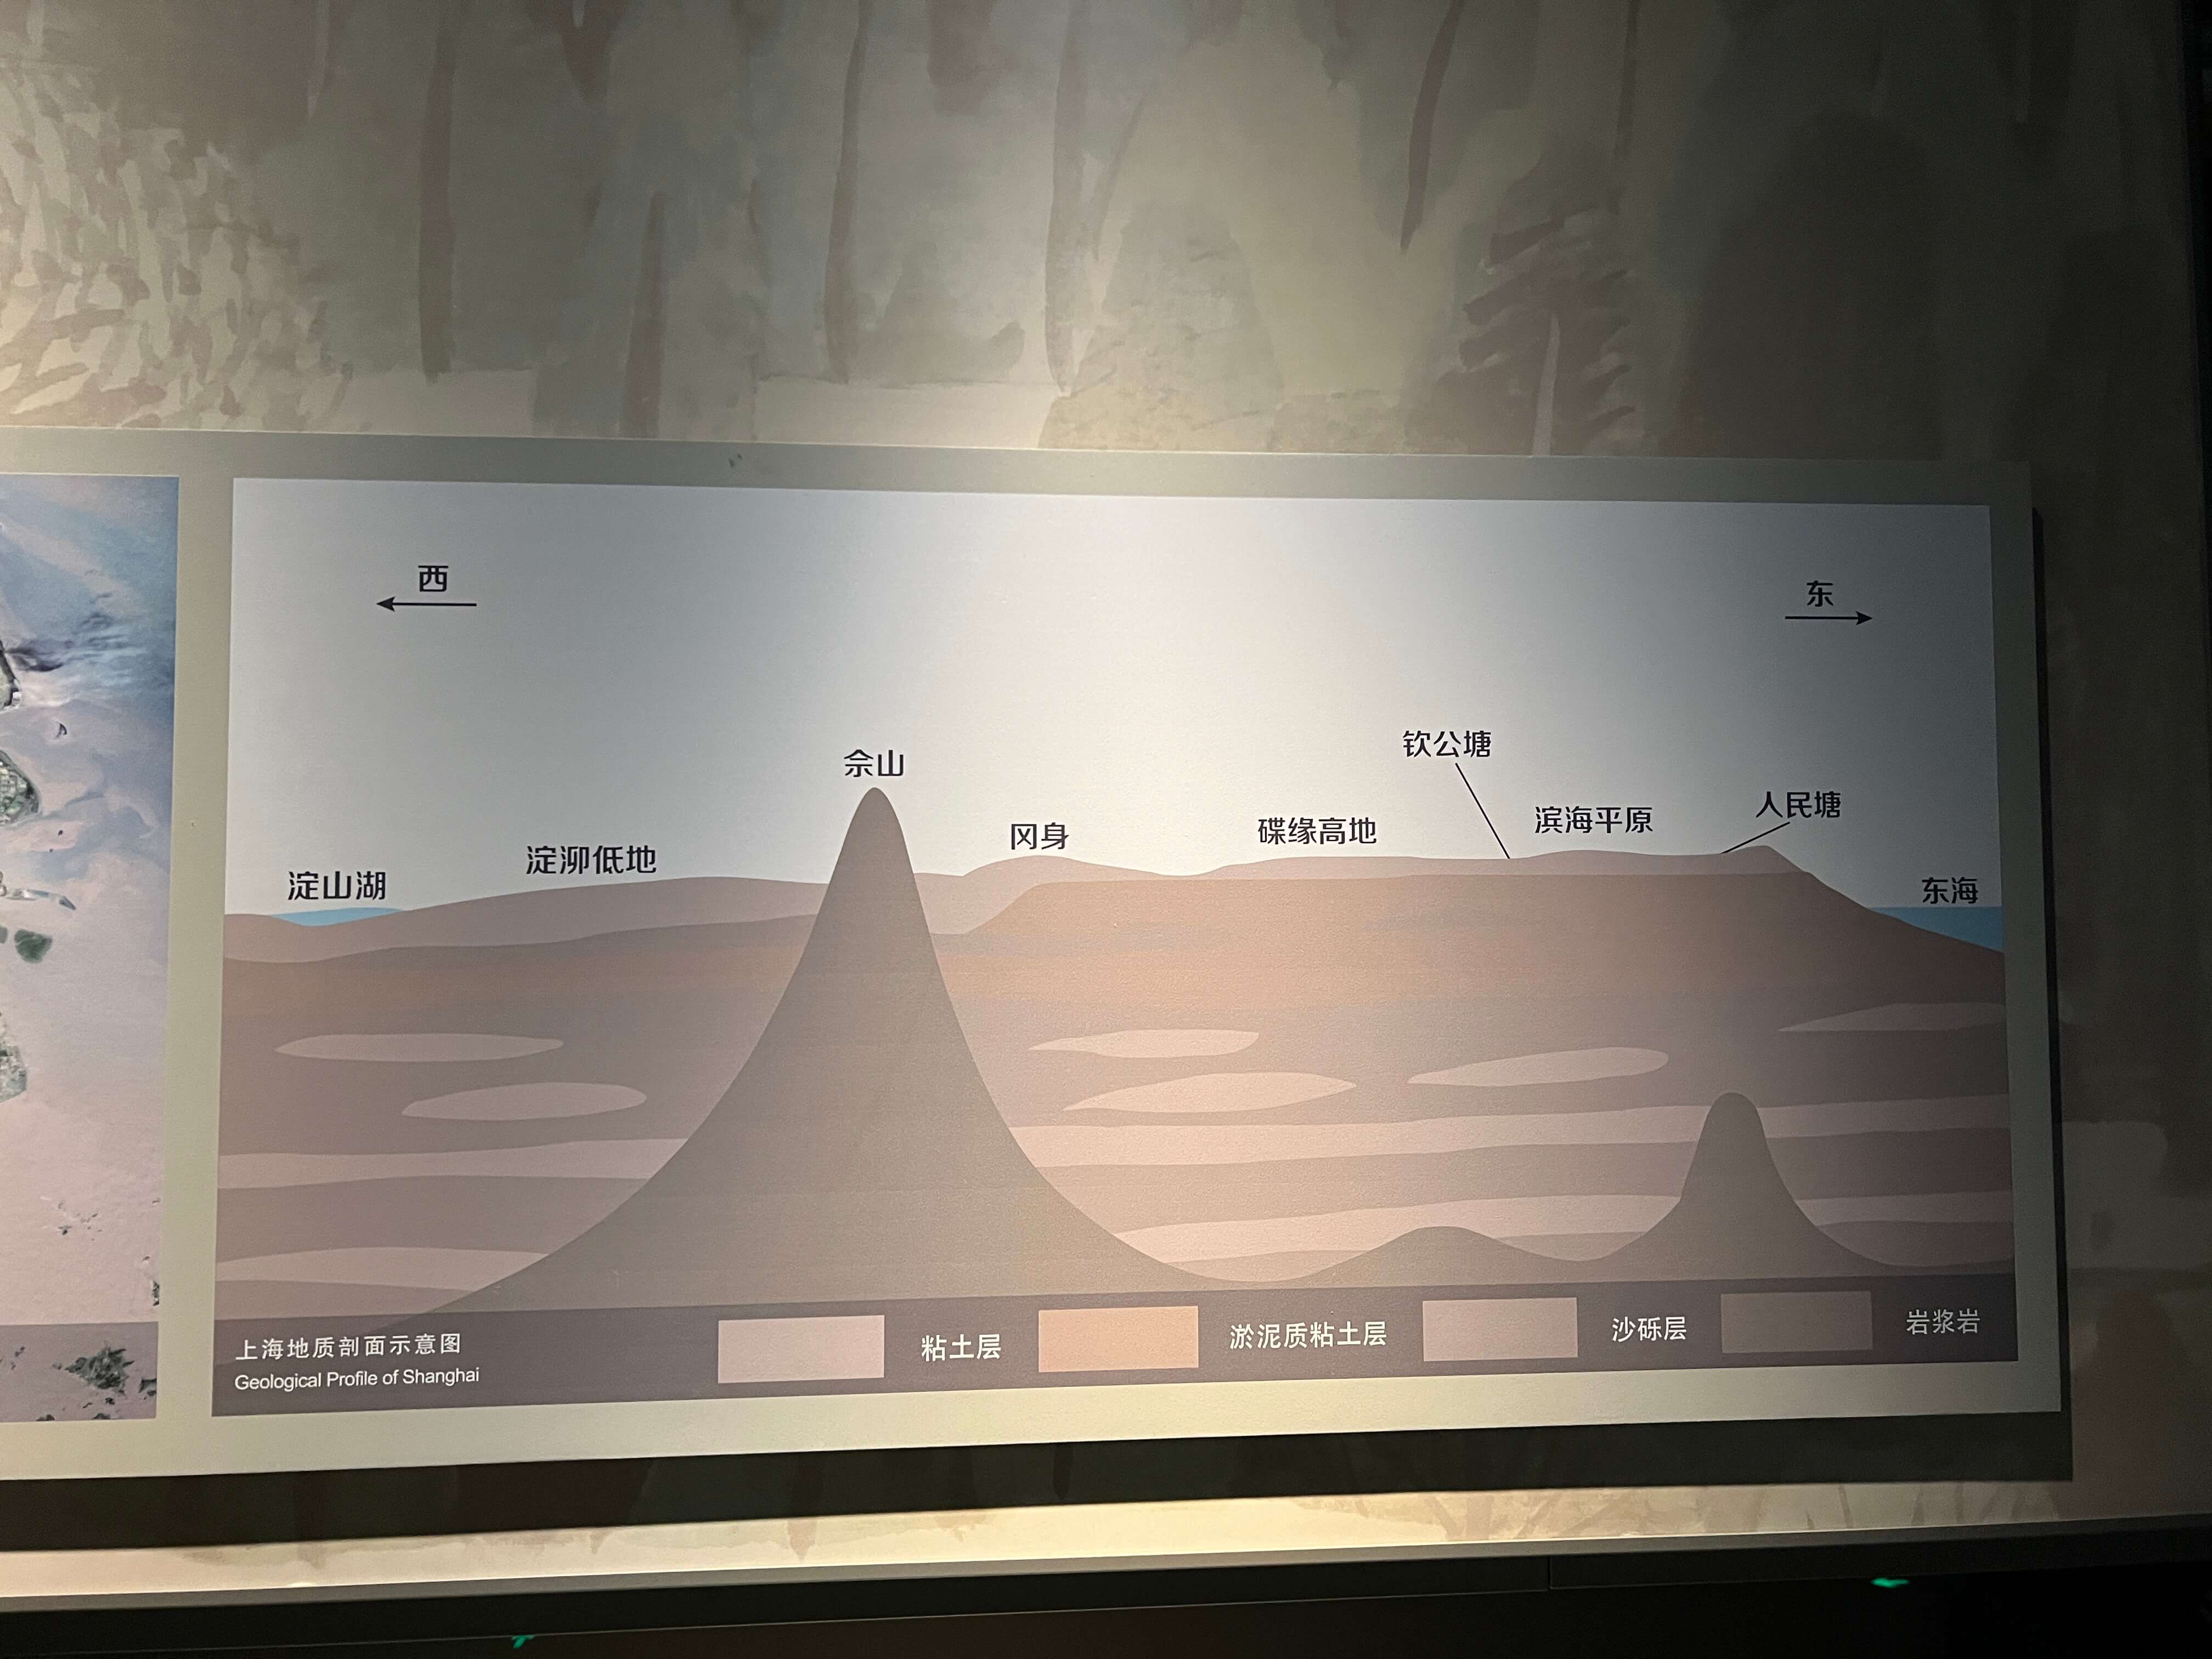 西
东
佘山
钦公塘
冈身
碟缘高地
滨海平原
人民塘
淀山湖
淀泖低地
东海
上海地质剖面示意图
Geological Profile of Shanghai
粘土层
淤泥质粘土层
沙砾层
岩浆岩